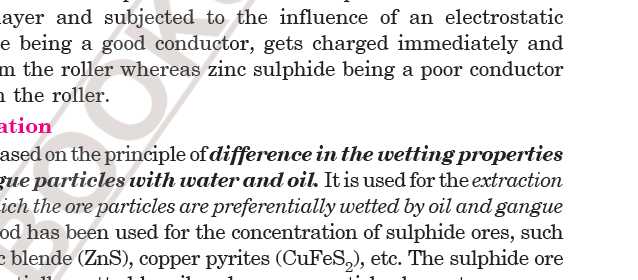 ayer and subjected to the influence of an electrostatic
e being a good conductor, gets charged immediately and
m the roller whereas zinc sulphide being a poor conductor
n the roller.
ation
ased on the principle of difference in the wetting properties
gue particles with water and oil. It is used for the extraction
ich the ore particles are preferentially wetted by oil and gangue
od has been used for the concentration of sulphide ores, such
c blende (ZnS), copper pyrites (CuFeS₂), etc. The sulphide ore